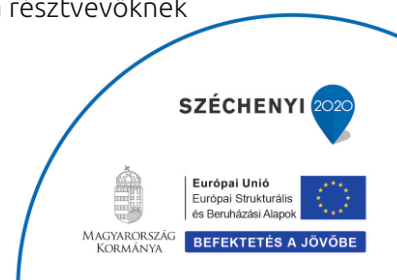 résztvevőknek
SZÉCHENYI 2020
Európai Unió
Európai Strukturális
és Beruházási Alapok
MAGYARORSZÁG
KORMÁNYA
BEFEKTETÉS A JÖVŐBE